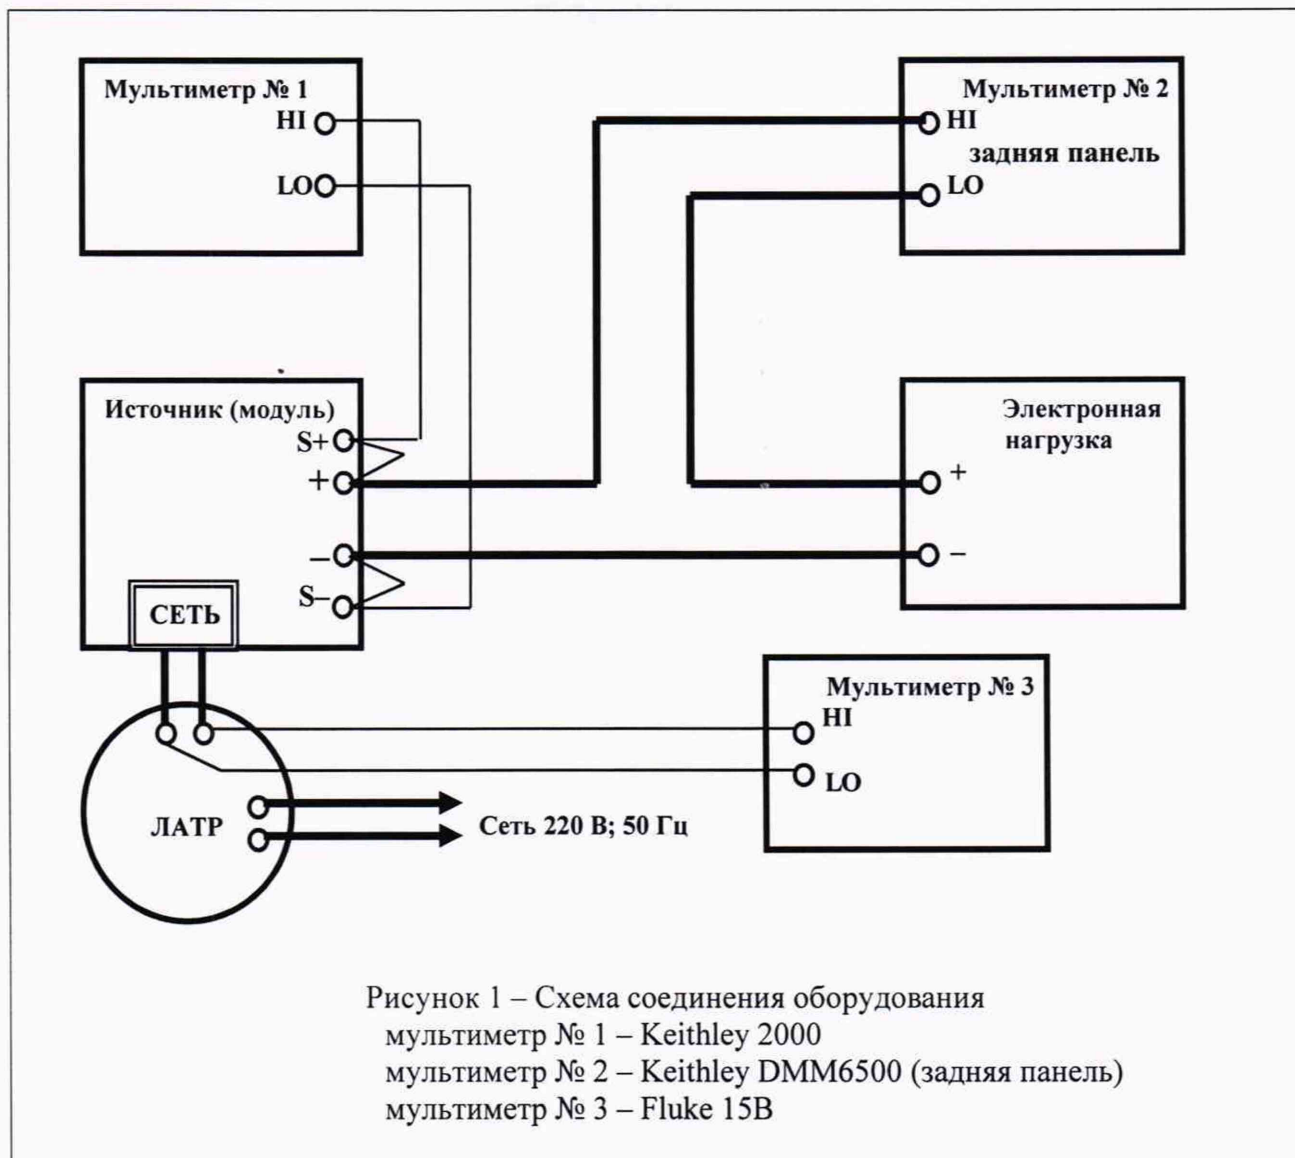 Мультиметр № 1
HI
LO
Мультиметр № 2
HI
задняя панель
LO
Источник (модуль)
S+
+
–
S–
СЕТЬ
Электронная
нагрузка
+
–
Мультиметр № 3
HI
LO
ЛАТР
Сеть 220 В; 50 Гц
Рисунок 1 – Схема соединения оборудования
мультиметр № 1 – Keithley 2000
мультиметр № 2 – Keithley DMM6500 (задняя панель)
мультиметр № 3 – Fluke 15B